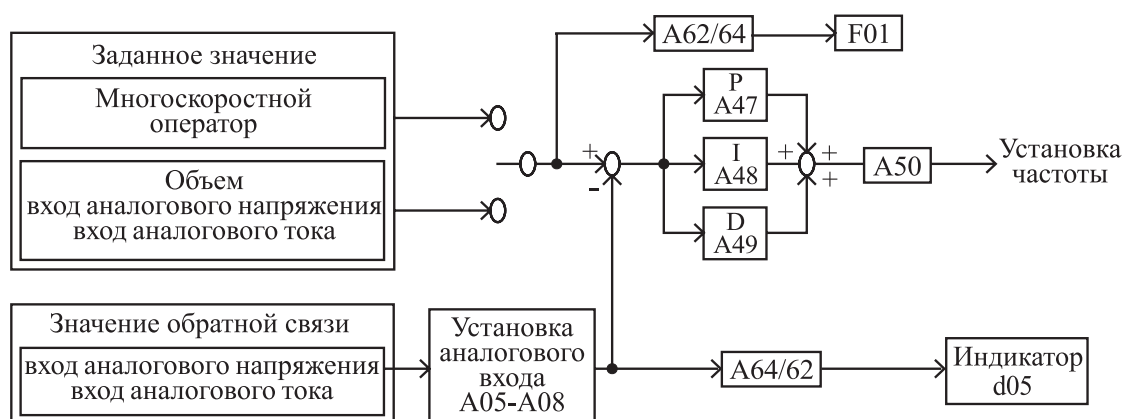 Заданное значение
Многоскоростной
оператор
Объем
вход аналогового напряжения
вход аналогового тока
A62/64
F01
P
A47
I
A48
D
A49
+
-
+
+
+
A50
Установка
частоты
Значение обратной связи
вход аналогового напряжения
вход аналогового тока
Установка
аналогового
входа
A05-A08
A64/62
Индикатор
d05